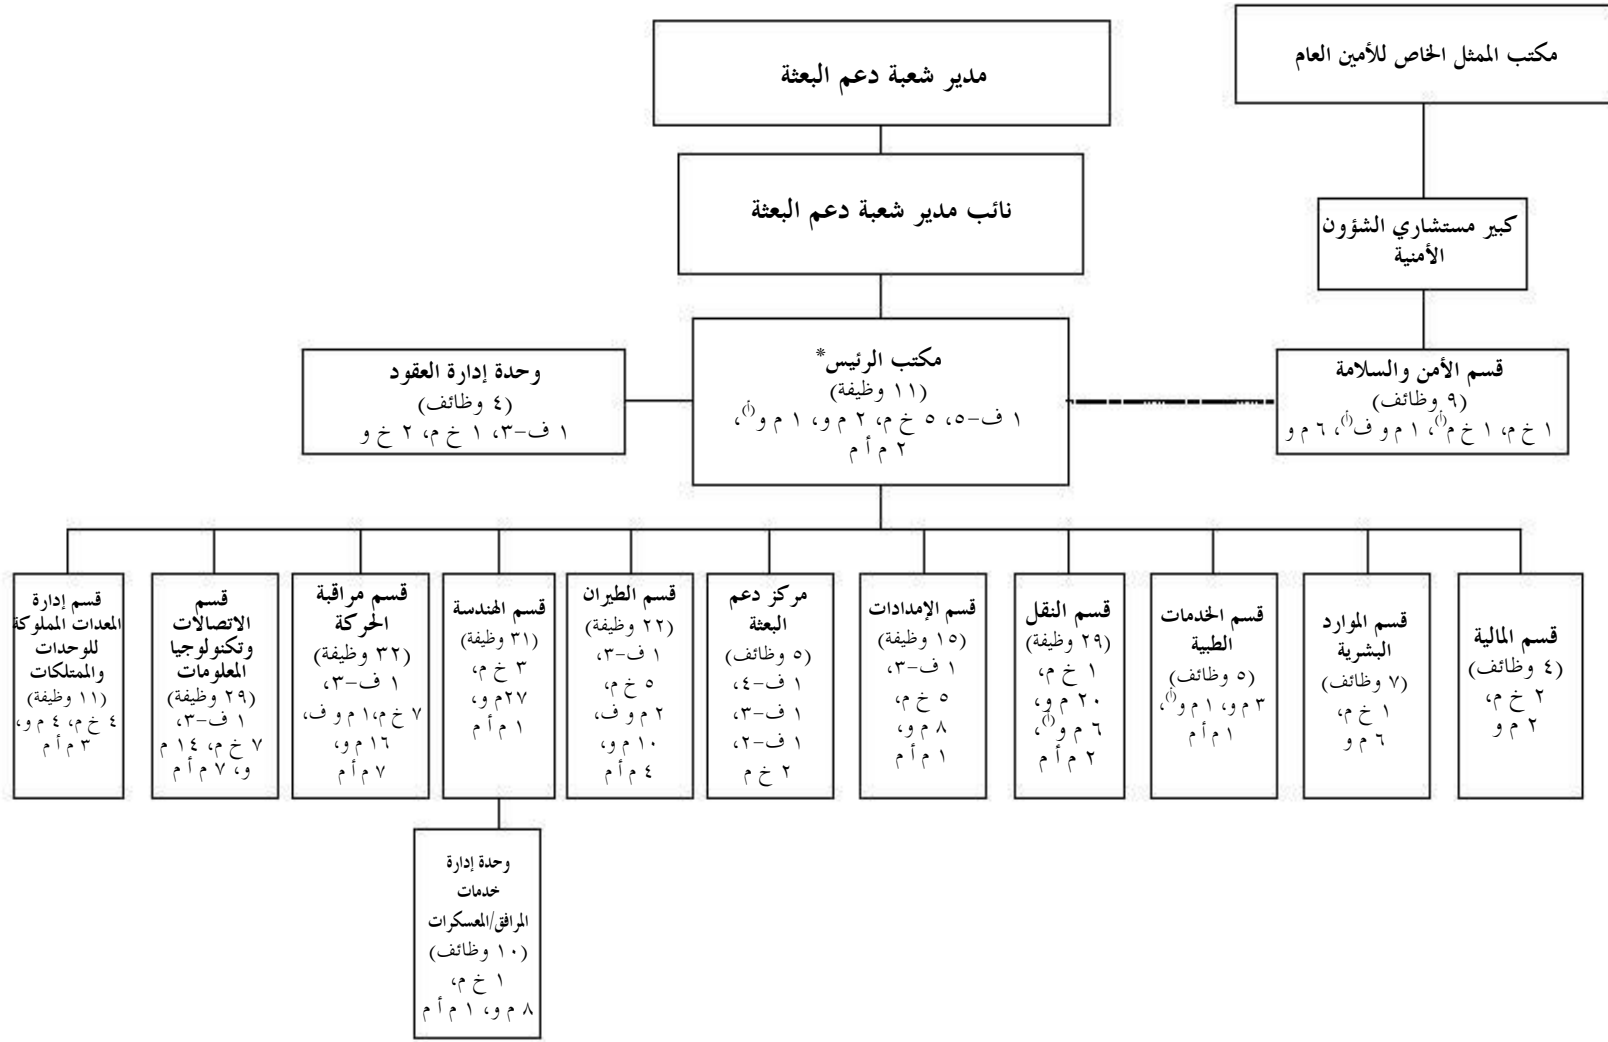 مكتب الممثل الخاص للأمين العام
مدير شعبة دعم البعثة
نائب مدير شعبة دعم البعثة
كبير مستشاري الشؤون
الأمنية
قسم الأمن والسلامة
(٩ وظائف)
١ خ م، ١ خ م(أ)، ١ م و ف(أ)، ٦ م و
مكتب الرئيس*
(١١ وظيفة)
١ ف-٥، ٥ خ م، ٢ م و، ١ م و(أ)،
٢ م أ م
وحدة إدارة العقود
(٤ وظائف)
١ ف-٣، ١ خ م، ٢ خ و
قسم المالية
(٤ وظائف)
٢ خ م،
٢ م و
قسم الموارد
البشرية
(٧ وظائف)
١ خ م،
٦ م و
قسم الخدمات
الطبية
(٥ وظائف)
٣ م و، ١ م و(أ)،
١ م أ م
قسم النقل
(٢٩ وظيفة)
١ خ م،
٢٠ م و،
٦ م و(أ)،
٢ م أ م
قسم الإمدادات
(١٥ وظيفة)
١ ف-٣،
٥ خ م،
٨ م و،
١ م أ م
مركز دعم
البعثة
(٥ وظائف)
١ ف-٤،
١ ف-٣،
١ ف-٢،
٢ خ م
قسم الطيران
(٢٢ وظيفة)
١ ف-٣،
٥ خ م،
٢ م و ف،
١٠ م و،
٤ م أ م
قسم الهندسة
(٣١ وظيفة)
٣ خ م،
٢٧ م و،
١ م أ م
قسم مراقبة
الحركة
(٣٢ وظيفة)
١ ف-٣،
٧ خ م، ١ م و ف،
١٦ م و،
٧ م أ م
قسم
الاتصالات
وتكنولوجيا
المعلومات
(٢٩ وظيفة)
١ ف-٣،
٧ خ م، ١٤ م
و، ٧ م أ م
قسم إدارة
المعدات المملوكة
للوحدات
والممتلكات
(١١ وظيفة)
٤ خ م، ٤ م و،
٣ م أ م
وحدة إدارة
خدمات
المرافق/المعسكرات
(١٠ وظائف)
١ خ م،
٨ م و، ١ م أ م